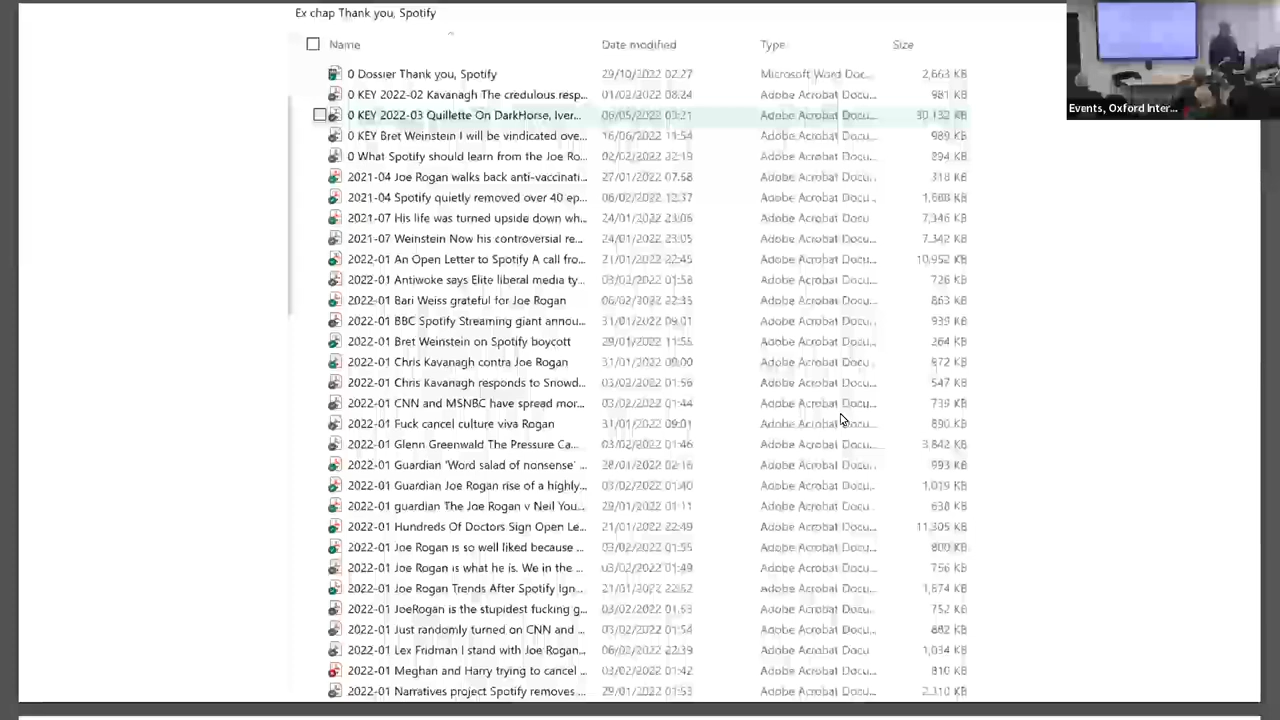 Ex chap Thank you, Spotify
Name Date modified Type Size
0 Dossier Thank you, Spotify 29/10/2022 02:27 Microsoft Word Doc... 2,663 KB
0 KEY 2022-02 Kavanagh The credulous resp... 01/02/2022 08:24 Adobe Acrobat Docu... 981 KB
0 KEY 2022-03 Quillette On DarkHorse, Iver... 06/05/2022 03:21 Adobe Acrobat Docu... 30,132 KB
0 KEY Bret Weinstein I will be vindicated ove... 16/06/2022 11:54 Adobe Acrobat Docu... 989 KB
0 What Spotify should learn from the Joe Ro... 02/02/2022 22:19 Adobe Acrobat Docu... 894 KB
2021-04 Joe Rogan walks back anti-vaccinati... 27/01/2022 07:58 Adobe Acrobat Docu... 318 KB
2021-04 Spotify quietly removed over 40 ep... 06/02/2022 12:37 Adobe Acrobat Docu... KB
2021-07 His life was turned upside down wh... 24/01/2022 23:06 Adobe Acrobat Docu... 7,346 KB
2021-07 Weinstein Now his controversial re... 24/01/2022 23:05 Adobe Acrobat Docu... 7,342 KB
2022-01 An Open Letter to Spotify A call fro... 21/01/2022 22:45 Adobe Acrobat Docu... 10,952 KB
2022-01 Antiwoke says Elite liberal media ty... 03/02/2022 01:58 Adobe Acrobat Docu... 726 KB
2022-01 Bari Weiss grateful for Joe Rogan 06/02/2022 22:35 Adobe Acrobat Docu... 863 KB
2022-01 BBC Spotify Streaming giant annou... 31/01/2022 09:01 Adobe Acrobat Docu... 939 KB
2022-01 Bret Weinstein on Spotify boycott 29/01/2022 11:55 Adobe Acrobat Docu... 264 KB
2022-01 Chris Kavanagh contra Joe Rogan 31/01/2022 09:00 Adobe Acrobat Docu... 972 KB
2022-01 Chris Kavanagh responds to Snowd... 03/02/2022 01:56 Adobe Acrobat Docu... 547 KB
2022-01 CNN and MSNBC have spread mor... 03/02/2022 01:44 Adobe Acrobat Docu... KB
2022-01 Fuck cancel culture viva Rogan 31/01/2022 09:01 Adobe Acrobat Docu... 890 KB
2022-01 Glenn Greenwald The Pressure Ca... 03/02/2022 01:46 Adobe Acrobat Docu... 3,842 KB
2022-01 Guardian 'Word salad of nonsense' ... 28/01/2022 02:16 Adobe Acrobat Docu... 993 KB
2022-01 Guardian Joe Rogan rise of a highly... 03/02/2022 01:40 Adobe Acrobat Docu... 1,019 KB
2022-01 guardian The Joe Rogan v Neil You... 29/01/2022 01:11 Adobe Acrobat Docu... 638 KB
2022-01 Hundreds Of Doctors Sign Open Le... 21/01/2022 22:49 Adobe Acrobat Docu... 11,305 KB
2022-01 Joe Rogan is so well liked because ... 03/02/2022 01:55 Adobe Acrobat Docu... 800 KB
2022-01 Joe Rogan is what he is. We in the ... 03/02/2022 01:49 Adobe Acrobat Docu... 756 KB
2022-01 Joe Rogan Trends After Spotify Ign... 21/01/2022 22:52 Adobe Acrobat Docu... 1,674 KB
2022-01 JoeRogan is the stupidest fucking g... 03/02/2022 01:53 Adobe Acrobat Docu... 752 KB
2022-01 Just randomly turned on CNN and ... 03/02/2022 01:54 Adobe Acrobat Docu... 862 KB
2022-01 Lex Fridman I stand with Joe Rogan... 06/02/2022 22:39 Adobe Acrobat Docu... 1,034 KB
2022-01 Meghan and Harry trying to cancel ... 03/02/2022 01:42 Adobe Acrobat Docu... 810 KB
2022-01 Narratives project Spotify removes ... 29/01/2022 01:53 Adobe Acrobat Docu... 2,110 KB
Events, Oxford Inter...